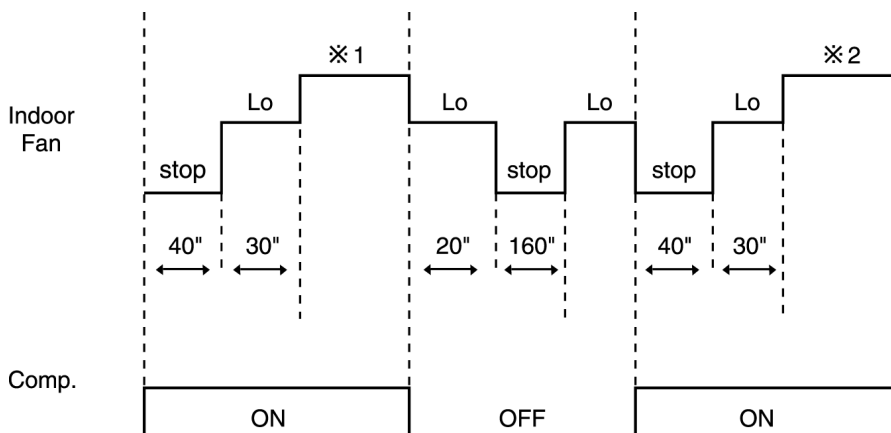 ※1
※2
Lo
Lo
Lo
Lo
Indoor
Fan
stop
stop
stop
40"
30"
20"
160"
40"
30"
Comp.
ON
OFF
ON